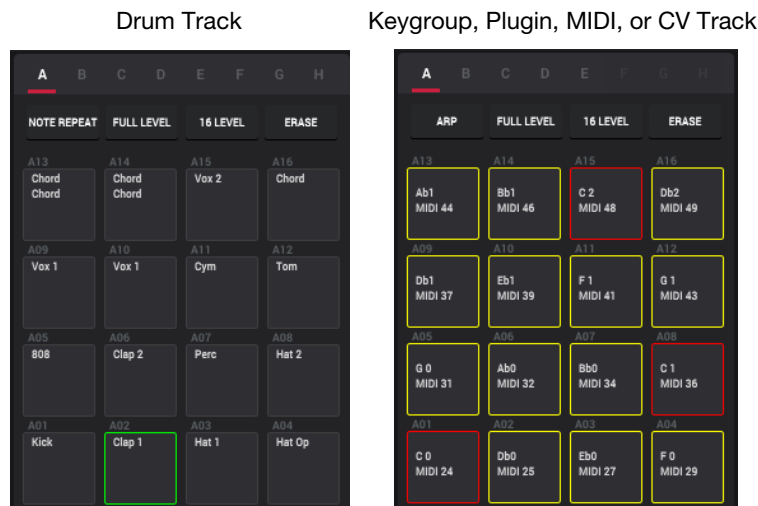 Drum Track
Keygroup, Plugin, MIDI, or CV Track
A B C D E F G H
NOTE REPEAT FULL LEVEL 16 LEVEL ERASE
A13 A14 A15 A16
Chord Chord Vox 2 Chord
Chord Chord
A09 A10 A11 A12
Vox 1 Vox 1 Cym Tom
A05 A06 A07 A08
808 Clap 2 Perc Hat 2
A01 A02 A03 A04
Kick Clap 1 Hat 1 Hat Op
A B C D E F G H
ARP FULL LEVEL 16 LEVEL ERASE
A13 A14 A15 A16
Ab1 Bb1 C 2 Db2
MIDI 44 MIDI 46 MIDI 48 MIDI 49
A09 A10 A11 A12
Db1 Eb1 F 1 G 1
MIDI 37 MIDI 39 MIDI 41 MIDI 43
A05 A06 A07 A08
G 0 Ab0 Bb0 C 1
MIDI 31 MIDI 32 MIDI 34 MIDI 36
A01 A02 A03 A04
C 0 Db0 Eb0 F 0
MIDI 24 MIDI 25 MIDI 27 MIDI 29